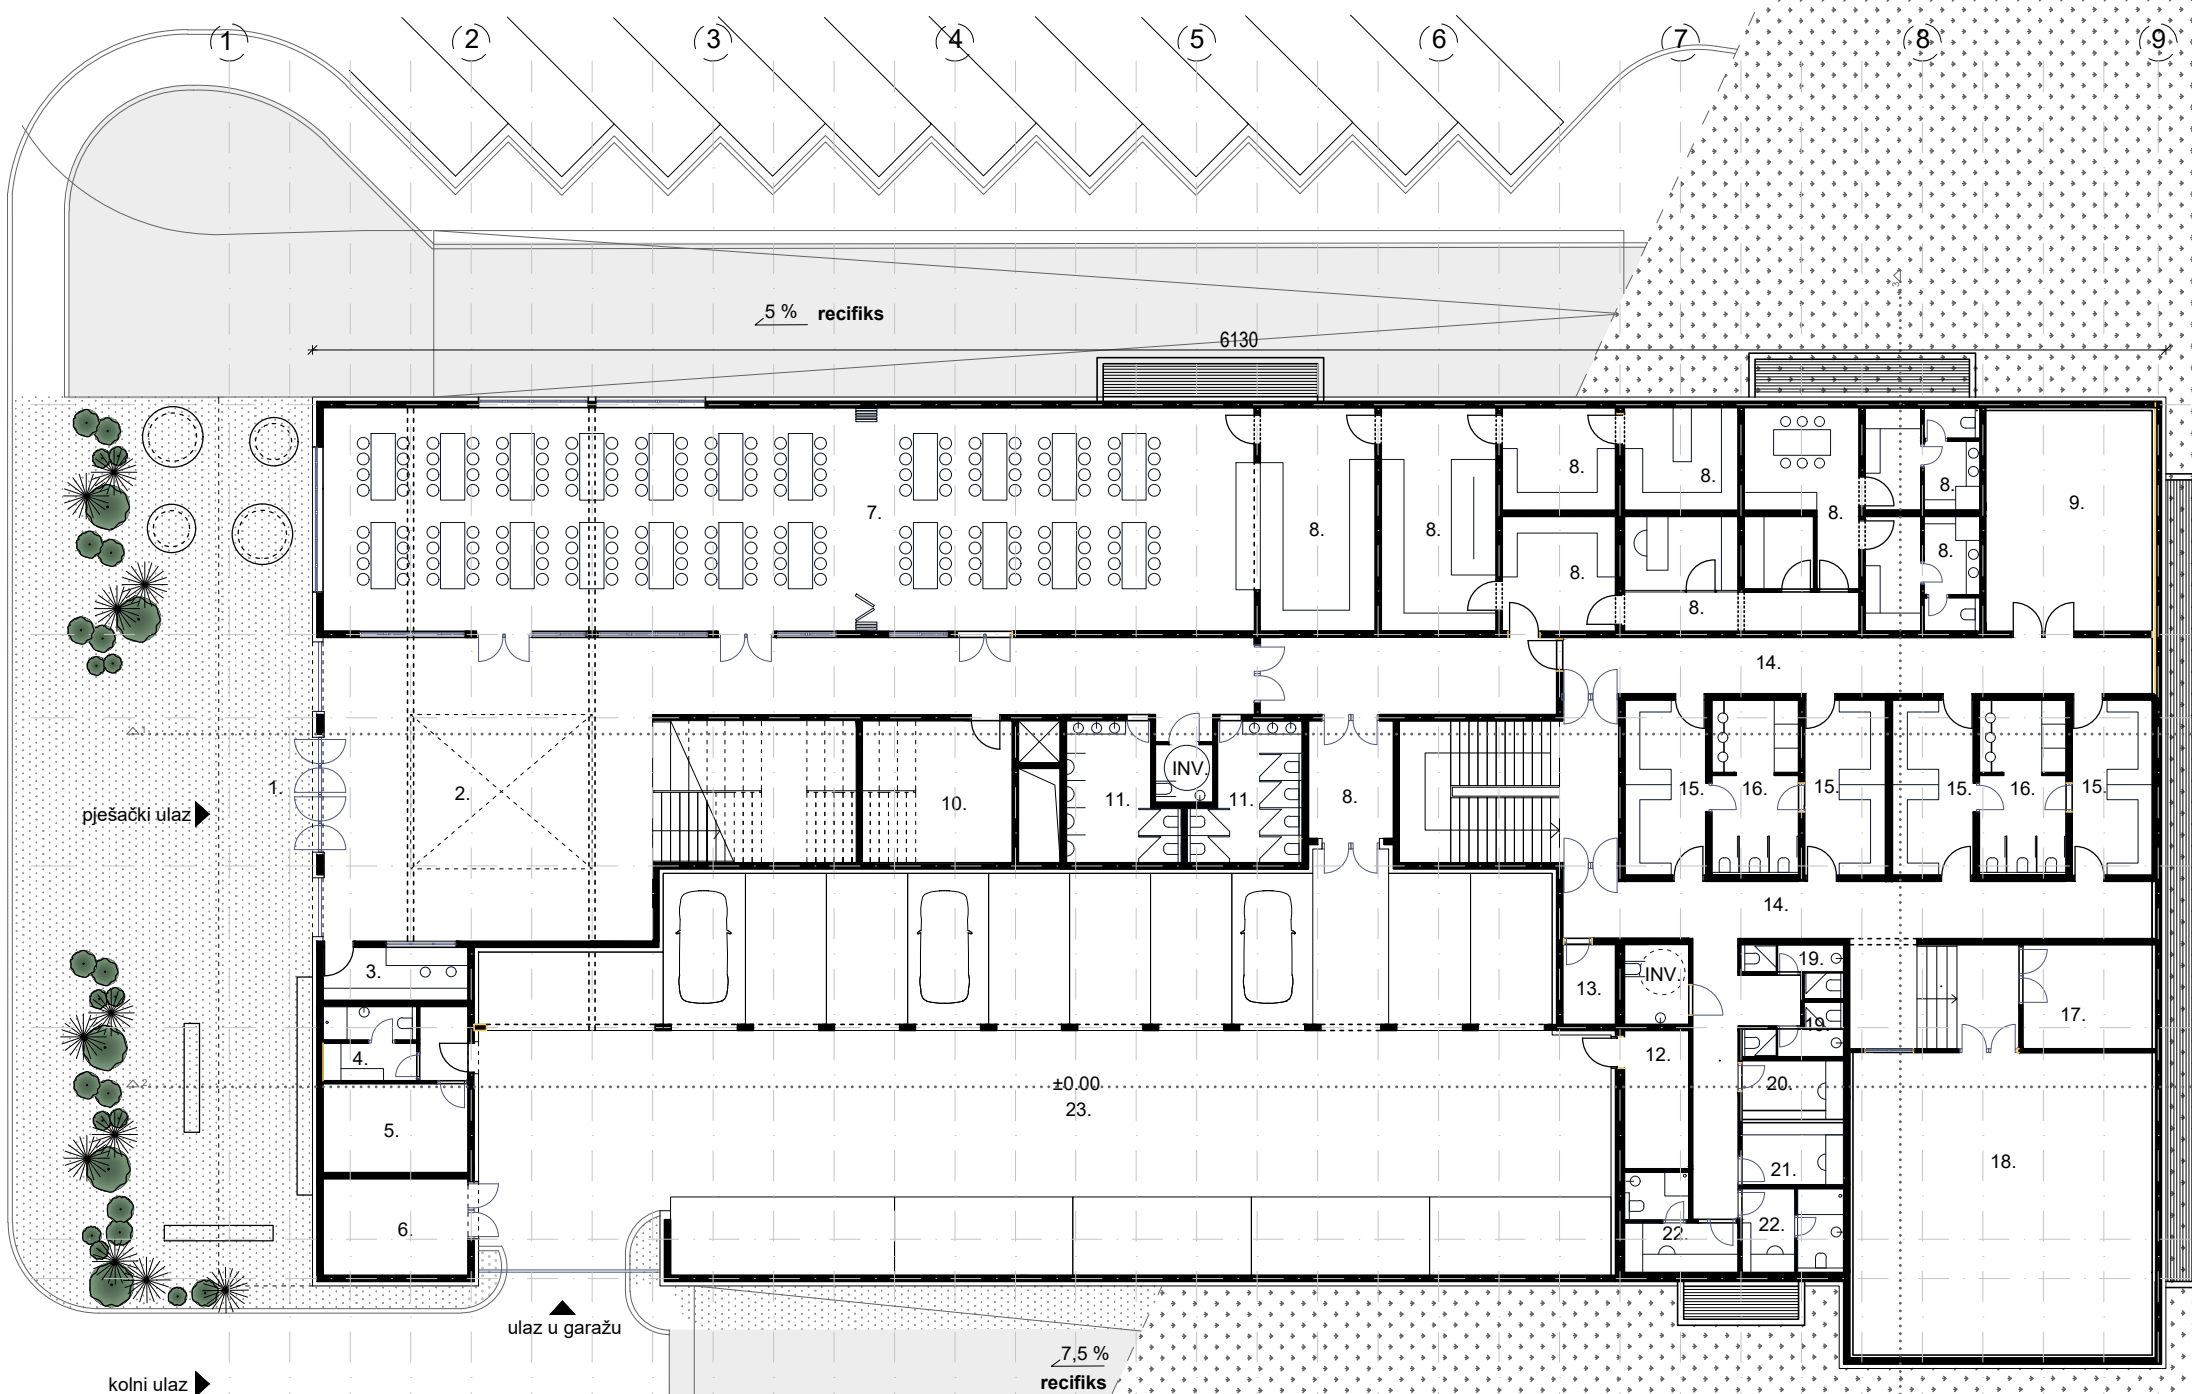 1 2 3 4 5 6 7 8 9
5 % recifiks
6130
8. 8. 8. 9.
7. 8. 8. 8.
8. 8.
8.
14.
1. 2. 10. 11. INV. 11. 8. 15. 16. 15. 15. 16. 15.
pješački ulaz
14.
3. 13. INV. 19.
4. 12. 19. 17.
±0.00
23. 20.
5. 21. 18.
6. 22. 22.
ulaz u garažu
7,5 %
recifiks
kolni ulaz